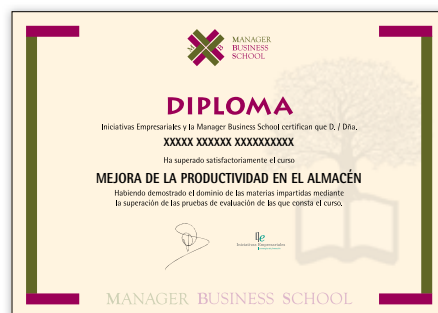 M B
MANAGER
BUSINESS
SCHOOL
DIPLOMA
Iniciativas Empresariales y la Manager Business School certifican que D. / Dña,
XXXXX XXXXXX XXXXXXXXXX
Ha superado satisfactoriamente el curso
MEJORA DE LA PRODUCTIVIDAD EN EL ALMACÉN
Habiendo demostrado el dominio de las materias impartidas mediante
la superación de las pruebas de evaluación de las que consta el curso.
Iniciativas Empresariales
MANAGER BUSINESS SCHOOL